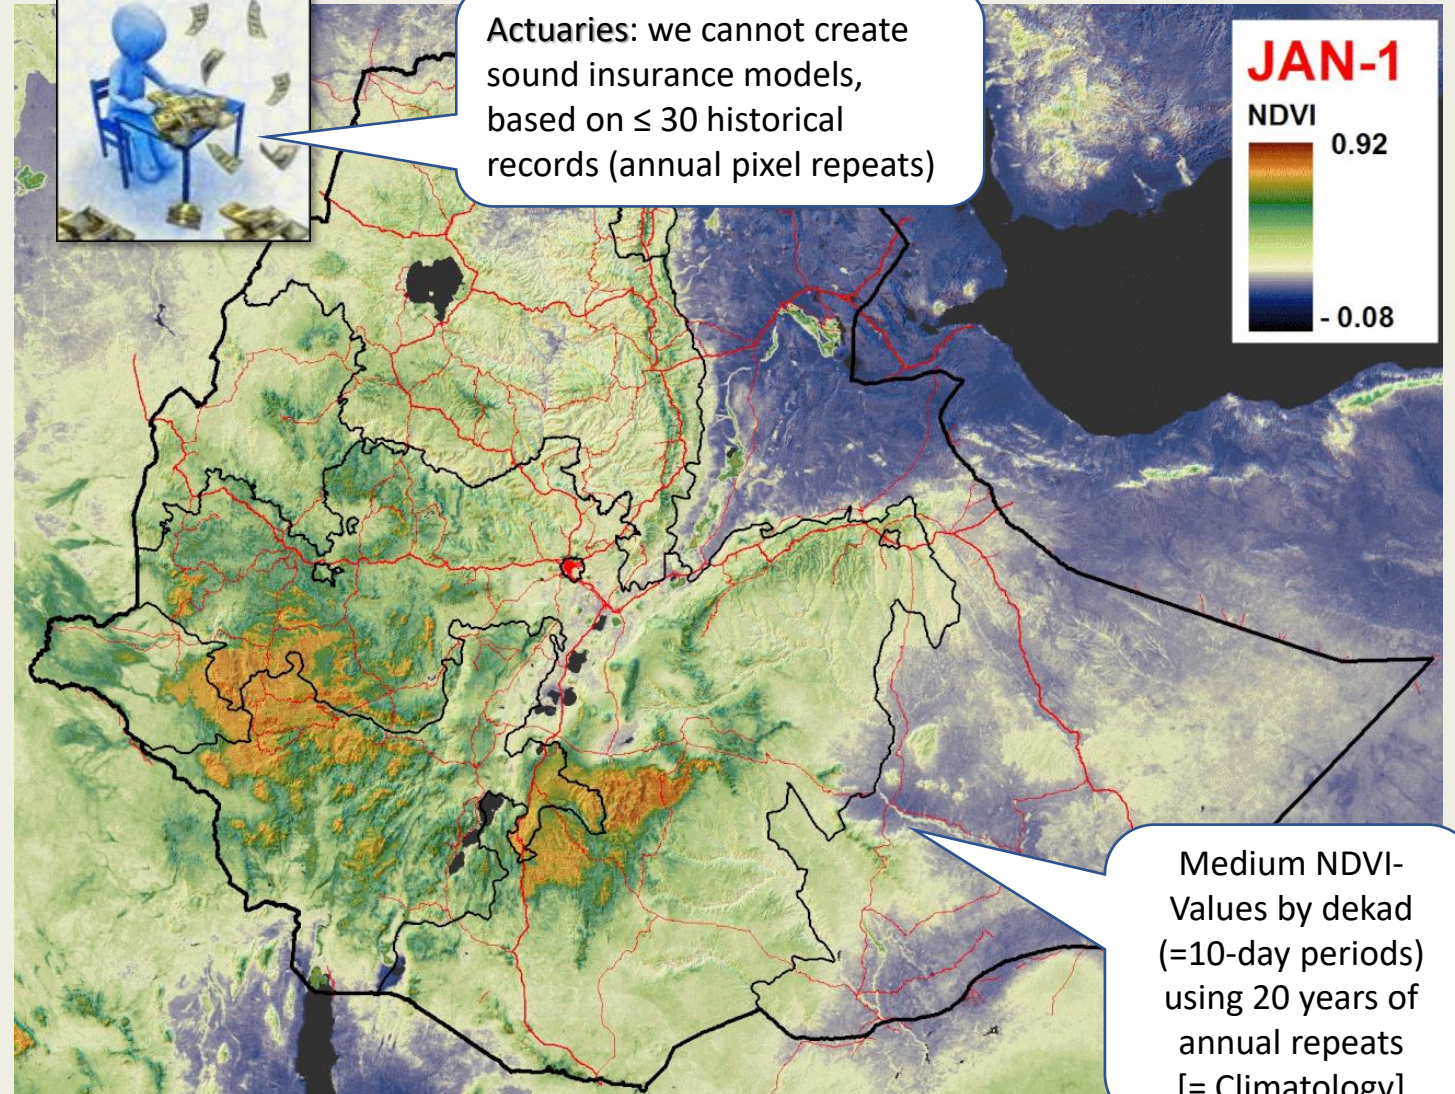 Actuaries: we cannot create
sound insurance models,
based on ≤ 30 historical
records (annual pixel repeats)
JAN-1
NDVI
0.92
- 0.08
Medium NDVI-
Values by dekad
(=10-day periods)
using 20 years of
annual repeats
[= Climatology]